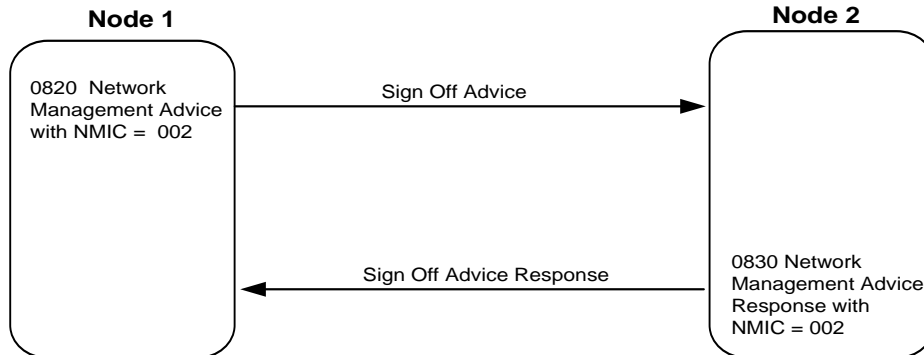 Node 1
Node 2
0820 Network
Management Advice
with NMIC = 002
Sign Off Advice
Sign Off Advice Response
0830 Network
Management Advice
Response with
NMIC = 002